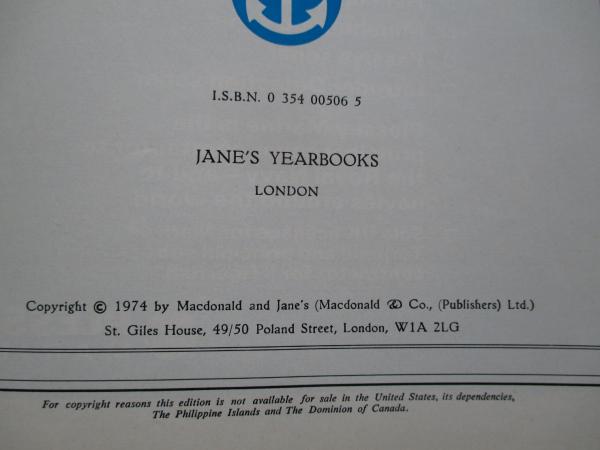 I.S.B.N. 0 354 00506 5
JANE'S YEARBOOKS
LONDON
Copyright © 1974 by Macdonald and Jane's (Macdonald & Co., (Publishers) Ltd.)
St. Giles House, 49/50 Poland Street, London, W1A 2LG
For copyright reasons this edition is not available for sale in the United States, its dependencies,
The Philippine Islands and The Dominion of Canada.